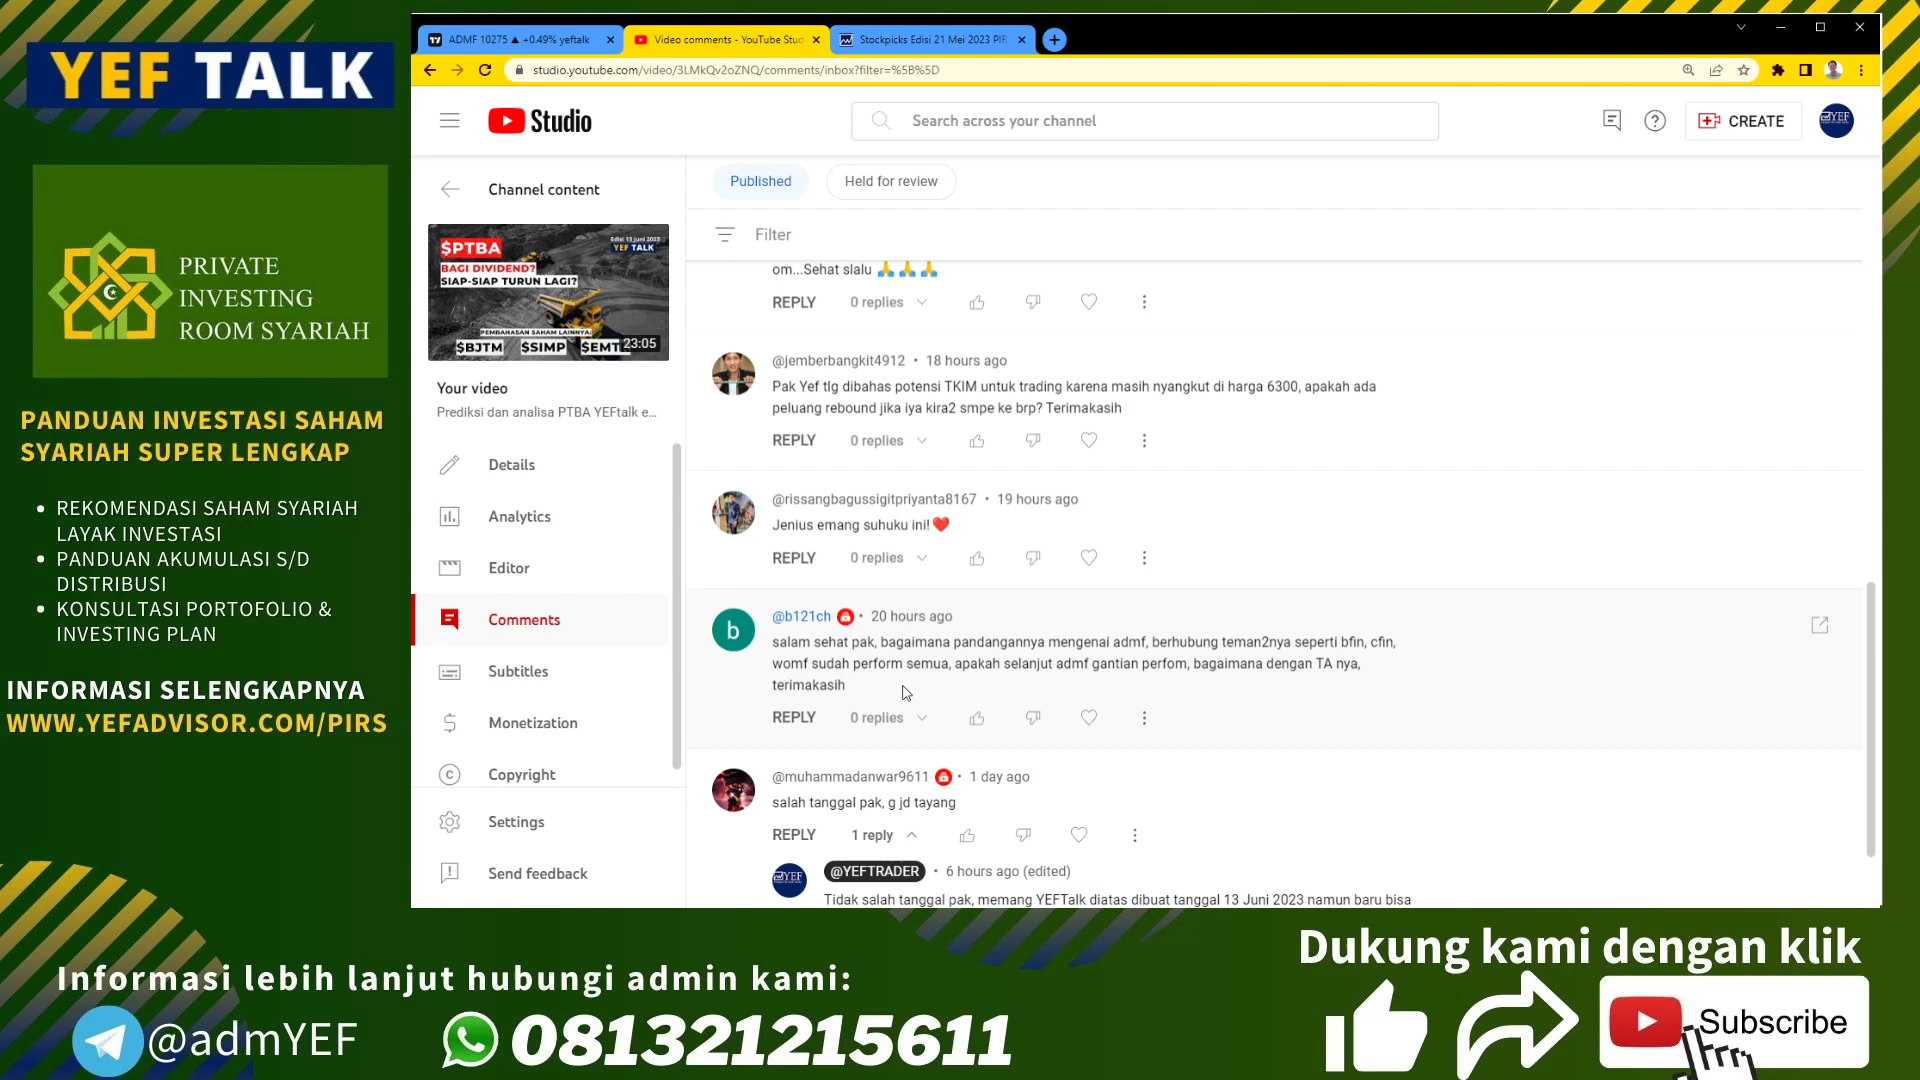 YEF TALK
PRIVATE
INVESTING
ROOM SYARIAH
PANDUAN INVESTASI SAHAM
SYARIAH SUPER LENGKAP
REKOMENDASI SAHAM SYARIAH
LAYAK INVESTASI
PANDUAN AKUMULASI S/D
DISTRIBUSI
KONSULTASI PORTOFOLIO &
INVESTING PLAN
INFORMASI SELENGKAPNYA
WWW.YEFADVISOR.COM/PIRS
ADMF 10275 ▲ +0.49% yeftalk
Video comments - YouTube Stud
Stockpicks Edisi 21 Mei 2023 PIR
studio.youtube.com/video/3LMkQv2oZNQ/comments/inbox?filter=%5B%5D
Studio
Search across your channel
CREATE
Channel content
$PTBA
Edisi 13 Juni 2023
YEF TALK
BAGI DIVIDEND?
SIAP-SIAP TURUN LAGI?
PEMBAHASAN SAHAM LAINNYA:
$BJTM $SIMP $EMT
23:05
Your video
Prediksi dan analisa PTBA YEFtalk e...
Details
Analytics
Editor
Comments
Subtitles
Monetization
Copyright
Settings
Send feedback
Published
Held for review
Filter
om...Sehat slalu 🙏🙏🙏
REPLY 0 replies
@jemberbangkit4912 • 18 hours ago
Pak Yef tlg dibahas potensi TKIM untuk trading karena masih nyangkut di harga 6300, apakah ada
peluang rebound jika iya kira2 smpe ke brp? Terimakasih
REPLY 0 replies
@rissangbagussigitpriyanta8167 • 19 hours ago
Jenius emang suhuku ini!❤️
REPLY 0 replies
b
@b121ch • 20 hours ago
salam sehat pak, bagaimana pandangannya mengenai admf, berhubung teman2nya seperti bfin, cfin,
womf sudah perform semua, apakah selanjut admf gantian perfom, bagaimana dengan TA nya,
terimakasih
REPLY 0 replies
@muhammadanwar9611 • 1 day ago
salah tanggal pak, g jd tayang
REPLY 1 reply
@YEFTRADER • 6 hours ago (edited)
Tidak salah tanggal pak, memang YEFTalk diatas dibuat tanggal 13 Juni 2023 namun baru bisa
Informasi lebih lanjut hubungi admin kami:
@admYEF
081321215611
Dukung kami dengan klik
Subscribe